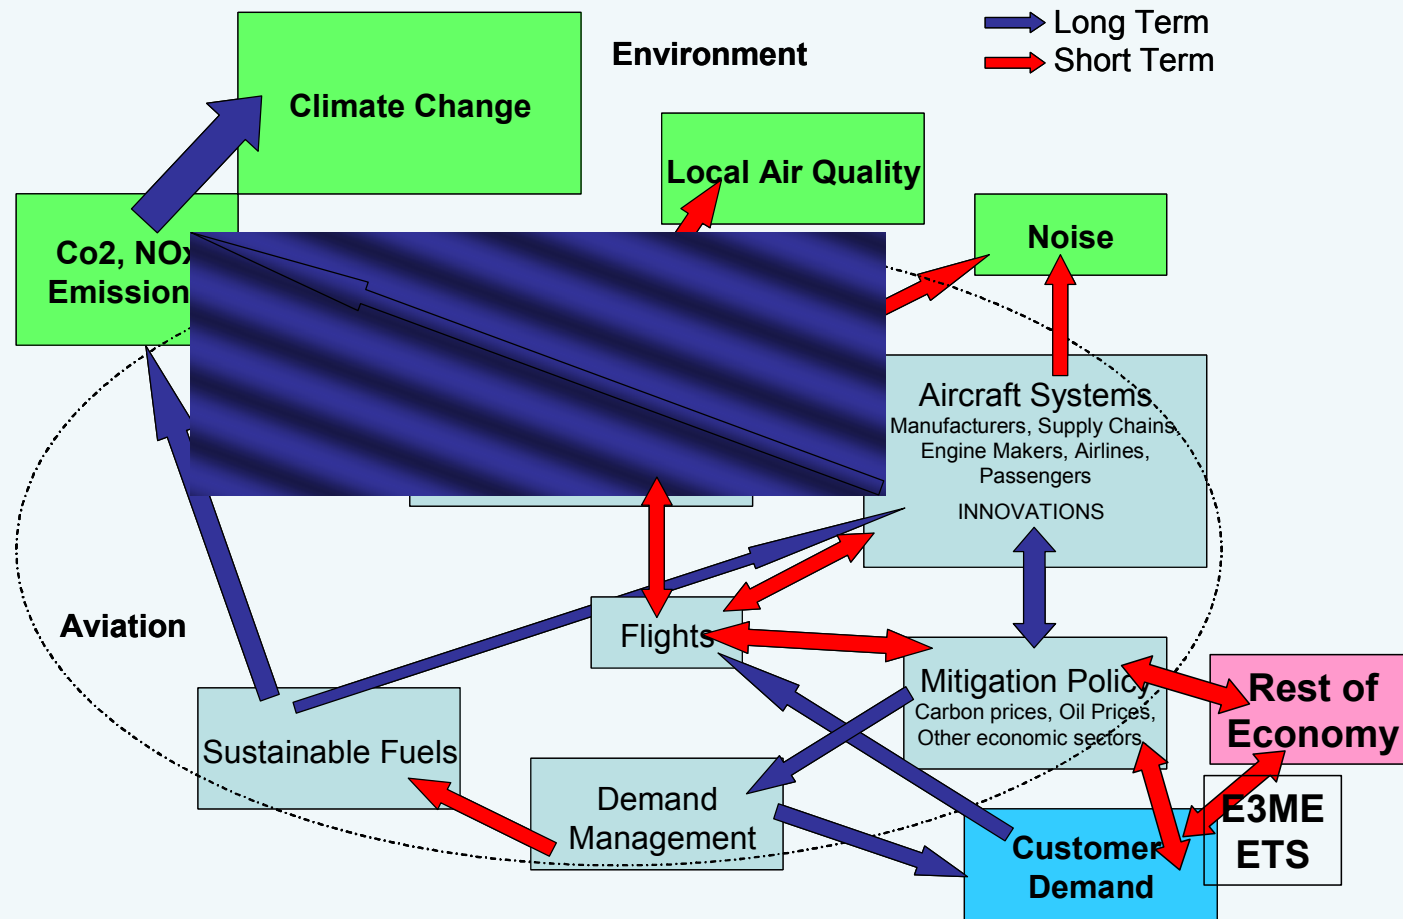 Long Term
Short Term
Environment
Climate Change
Local Air Quality
Noise
Co2, NOx
Emission
Aircraft Systems
Manufacturers, Supply Chains,
Engine Makers, Airlines,
Passengers
INNOVATIONS
Aviation
Flights
Mitigation Policy
Carbon prices, Oil Prices,
Other economic sectors
Rest of
Economy
Sustainable Fuels
Demand
Management
E3ME
ETS
Customer
Demand